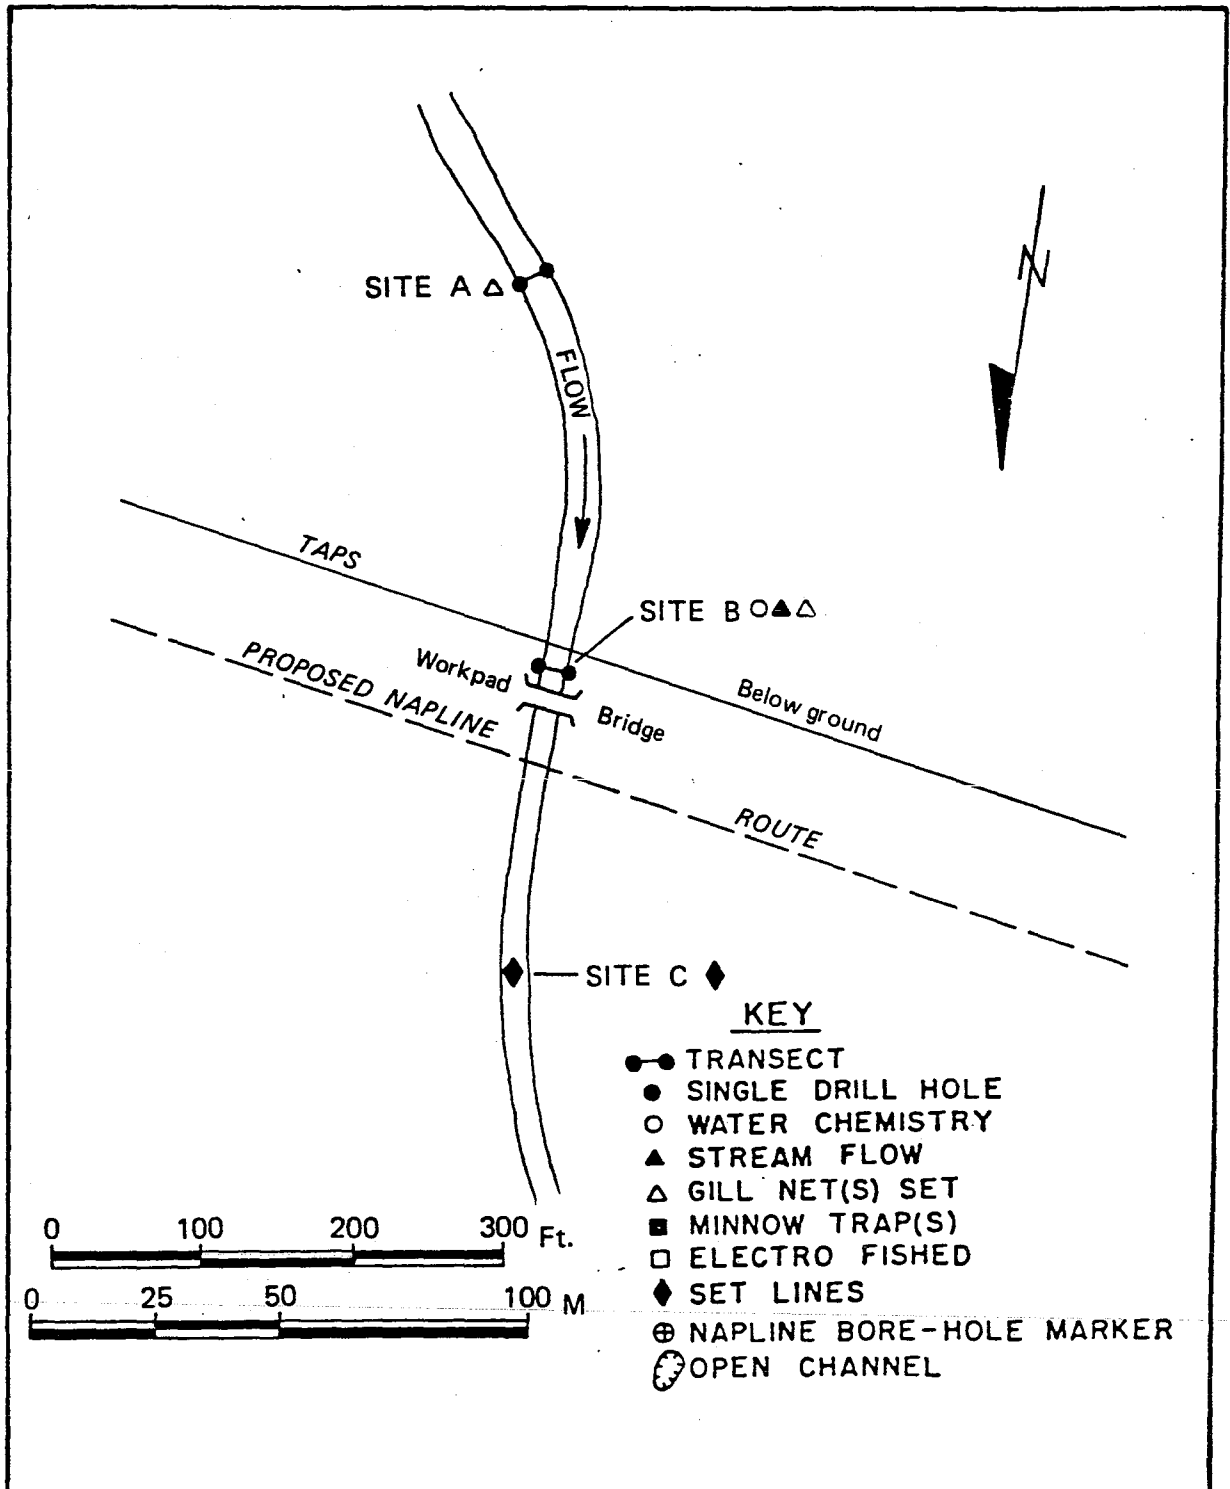 N
SITE A
FLOW
TAPS
SITE B
Workpad
PROPOSED NAPLINE
Below ground
Bridge
ROUTE
SITE C
KEY
TRANSECT
SINGLE DRILL HOLE
WATER CHEMISTRY
STREAM FLOW
GILL NET(S) SET
MINNOW TRAP(S)
ELECTRO FISHED
SET LINES
NAPLINE BORE-HOLE MARKER
OPEN CHANNEL
0 100 200 300 Ft.
0 25 50 100 M